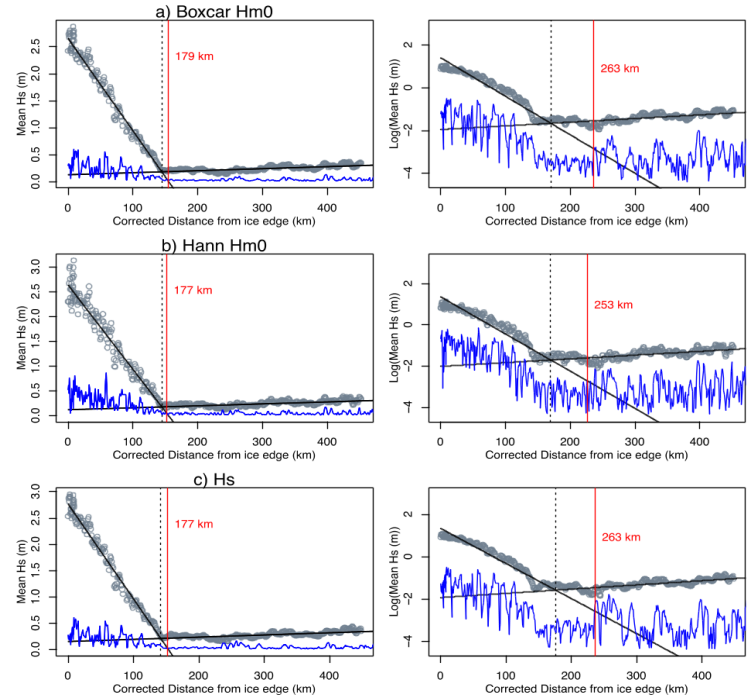 a) Boxcar Hm0
Mean Hs (m)
0.0 0.5 1.0 1.5 2.0 2.5
179 km
0 100 200 300 400
Corrected Distance from ice edge (km)
Log(Mean Hs (m))
-4 -2 0 2
263 km
0 100 200 300 400
Corrected Distance from ice edge (km)
b) Hann Hm0
Mean Hs (m)
0.0 0.5 1.0 1.5 2.0 2.5 3.0
177 km
0 100 200 300 400
Corrected Distance from ice edge (km)
Log(Mean Hs (m))
-4 -2 0 2
253 km
0 100 200 300 400
Corrected Distance from ice edge (km)
c) Hs
Mean Hs (m)
0.0 0.5 1.0 1.5 2.0 2.5 3.0
177 km
0 100 200 300 400
Corrected Distance from ice edge (km)
Log(Mean Hs (m))
-4 -2 0 2
263 km
0 100 200 300 400
Corrected Distance from ice edge (km)